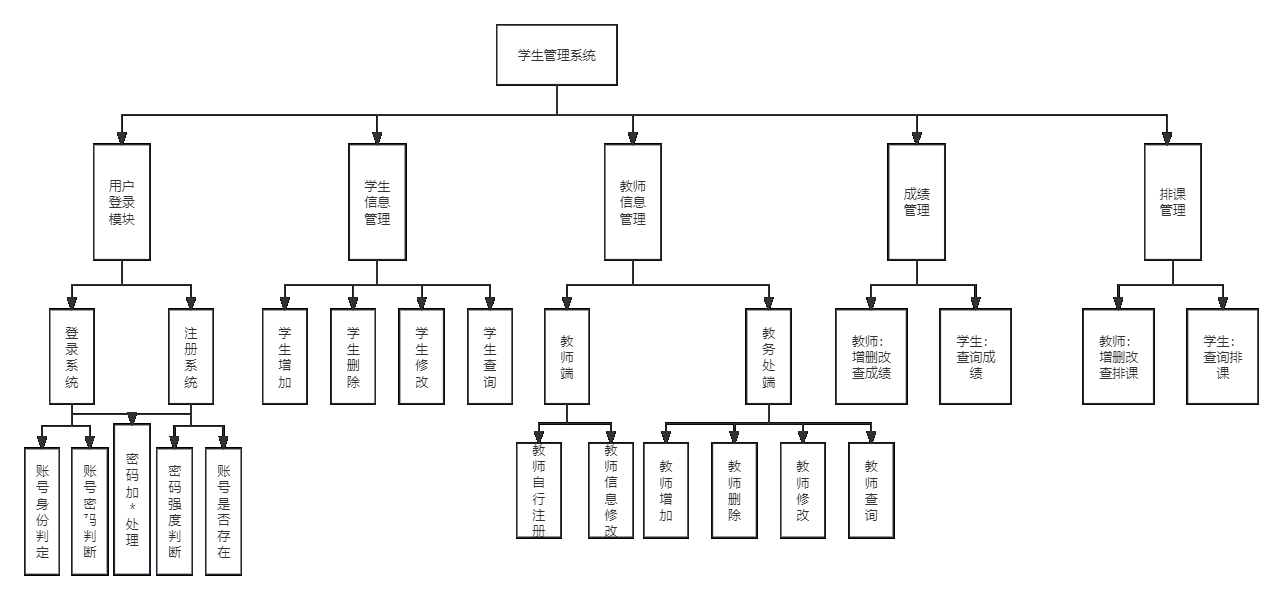 学生管理系统
用户
登录
模块
学生
信息
管理
教师
信息
管理
成绩
管理
排课
管理
登录系统
注册系统
学生增加
学生删除
学生修改
学生查询
教师端
教务处端
教师：
增删改
查成绩
学生：
查询成
绩
教师：
增删改
查排课
学生：
查询排
课
账号身份判定
账号密码判断
密码加*处理
密码强度判断
账号是否存在
教师自行注册
教师信息修改
教师增加
教师删除
教师修改
教师查询